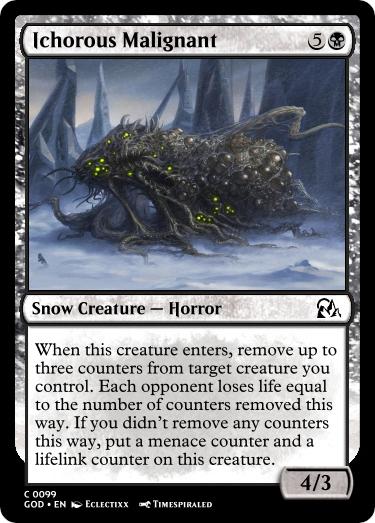 Ichorous Malignant 5
Snow Creature — Horror
When this creature enters, remove up to
three counters from target creature you
control. Each opponent loses life equal
to the number of counters removed this
way. If you didn't remove any counters
this way, put a menace counter and a
lifelink counter on this creature.
4/3
C 0099
GOD • EN Eclectixx Timespiraled